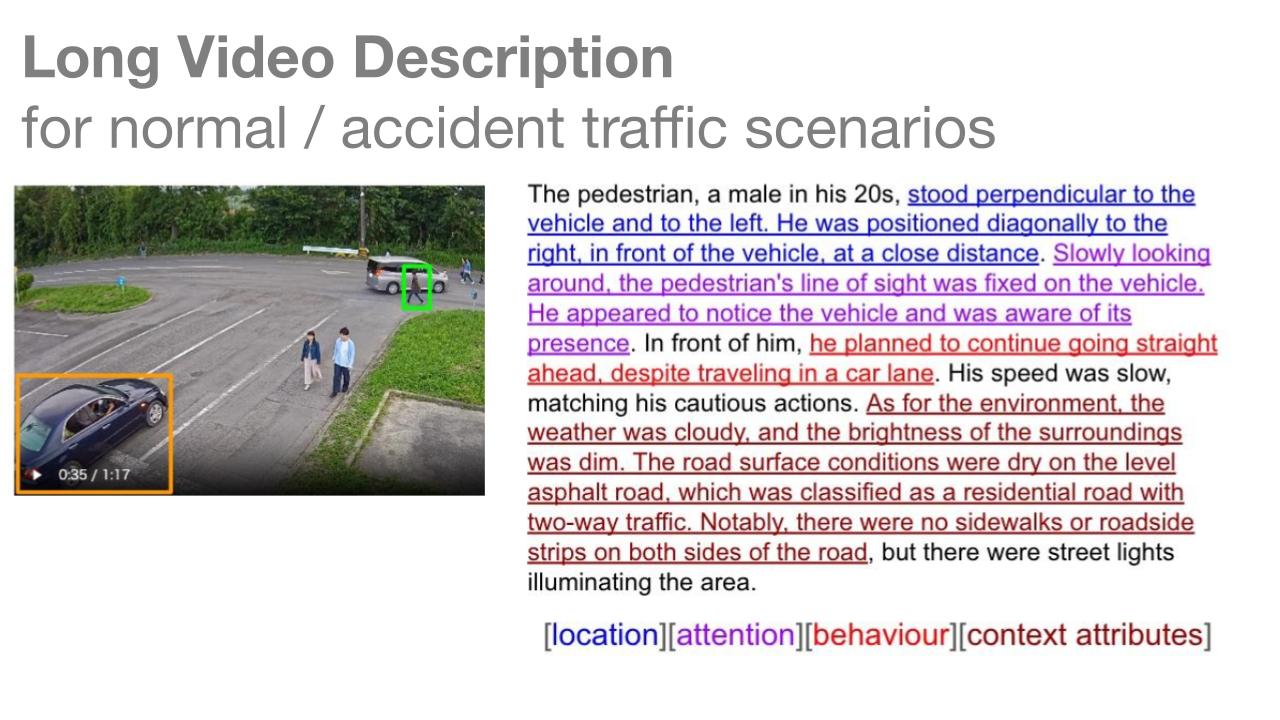 Long Video Description
for normal / accident traffic scenarios
0:35 / 1:17
The pedestrian, a male in his 20s, stood perpendicular to the
vehicle and to the left. He was positioned diagonally to the
right, in front of the vehicle, at a close distance. Slowly looking
around, the pedestrian's line of sight was fixed on the vehicle.
He appeared to notice the vehicle and was aware of its
presence. In front of him, he planned to continue going straight
ahead, despite traveling in a car lane. His speed was slow,
matching his cautious actions. As for the environment, the
weather was cloudy, and the brightness of the surroundings
was dim. The road surface conditions were dry on the level
asphalt road, which was classified as a residential road with
two-way traffic. Notably, there were no sidewalks or roadside
strips on both sides of the road, but there were street lights
illuminating the area.
[location][attention][behaviour][context attributes]